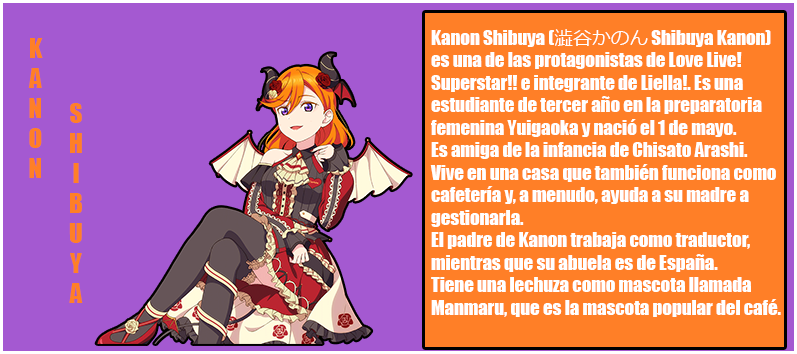 KANON
SHIBUYA
Kanon Shibuya (澁谷かのん Shibuya Kanon)
es una de las protagonistas de Love Live!
Superstar!! e integrante de Liella!. Es una
estudiante de tercer año en la preparatoria
femenina Yuigaoka y nació el 1 de mayo.
Es amiga de la infancia de Chisato Arashi.
Vive en una casa que también funciona como
cafetería y, a menudo, ayuda a su madre a
gestionarla.
El padre de Kanon trabaja como traductor,
mientras que su abuela es de España.
Tiene una lechuza como mascota llamada
Manmaru, que es la mascota popular del café.